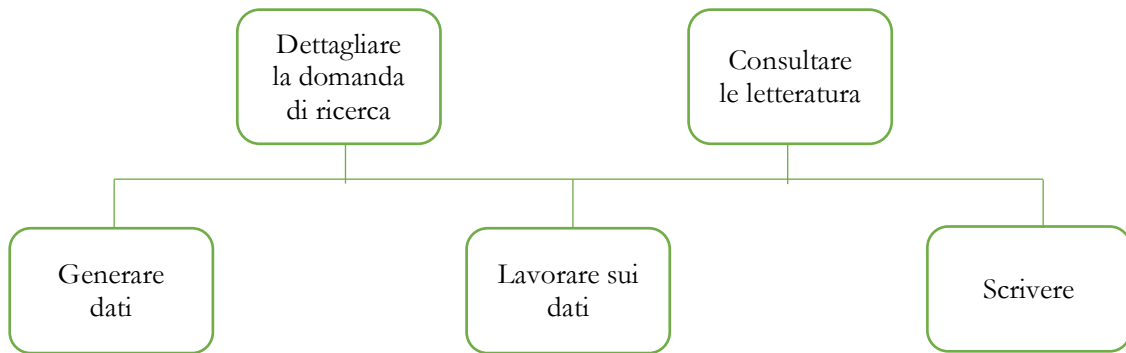 Dettagliare
la domanda
di ricerca
Consultare
le letteratura
Generare
dati
Lavorare sui
dati
Scrivere